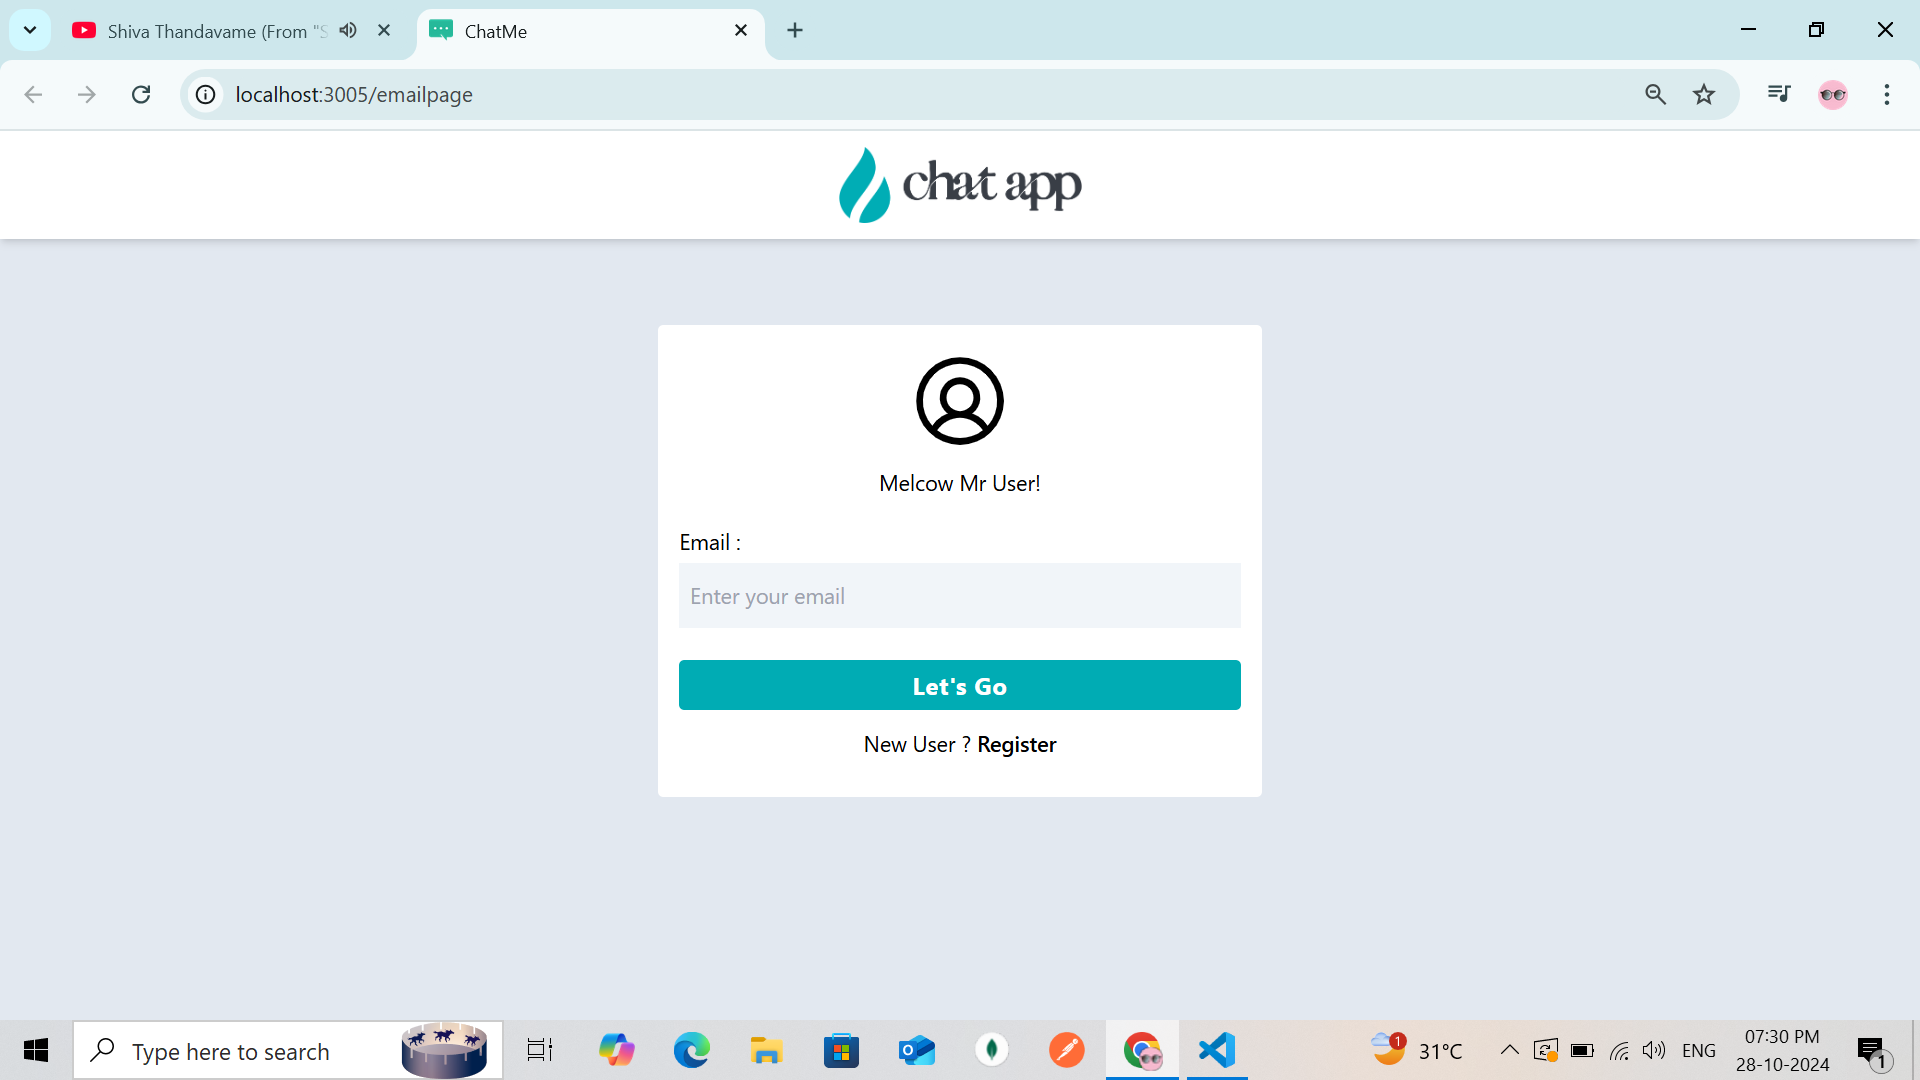 Shiva Thandavame (From "S
ChatMe
localhost:3005/emailpage
chat app
Melcow Mr User!
Email :
Enter your email
Let's Go
New User ? Register
Type here to search
1
31°C
ENG
07:30 PM
28-10-2024
1